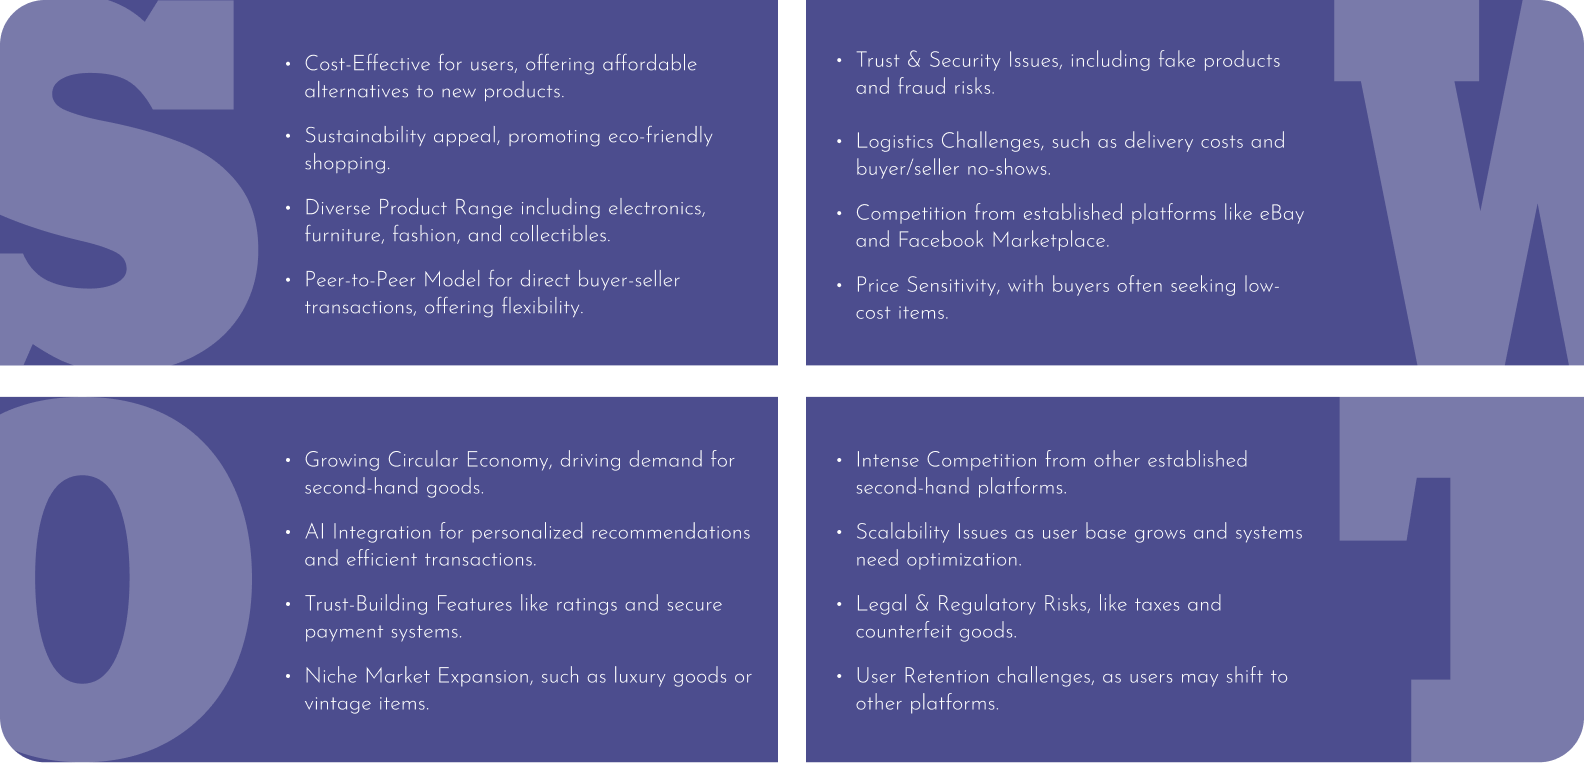 S
• Cost-Effective for users, offering affordable
alternatives to new products.
• Sustainability appeal, promoting eco-friendly
shopping.
• Diverse Product Range including electronics,
furniture, fashion, and collectibles.
• Peer-to-Peer Model for direct buyer-seller
transactions, offering flexibility.
W
• Trust & Security Issues, including fake products
and fraud risks.
• Logistics Challenges, such as delivery costs and
buyer/seller no-shows.
• Competition from established platforms like eBay
and Facebook Marketplace.
• Price Sensitivity, with buyers often seeking low-
cost items.
O
• Growing Circular Economy, driving demand for
second-hand goods.
• AI Integration for personalized recommendations
and efficient transactions.
• Trust-Building Features like ratings and secure
payment systems.
• Niche Market Expansion, such as luxury goods or
vintage items.
T
• Intense Competition from other established
second-hand platforms.
• Scalability Issues as user base grows and systems
need optimization.
• Legal & Regulatory Risks, like taxes and
counterfeit goods.
• User Retention challenges, as users may shift to
other platforms.